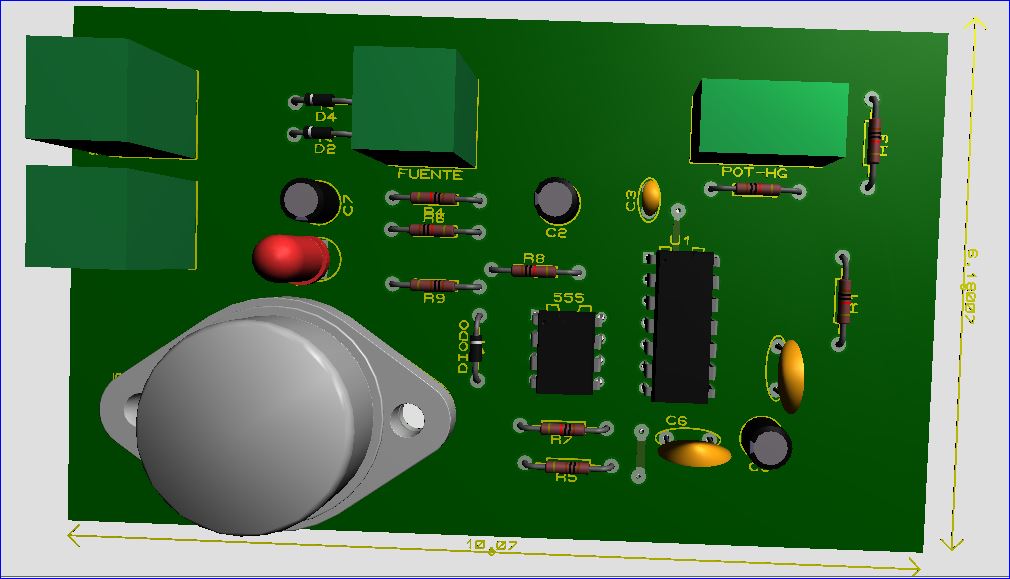 D4
D2
FUENTE
POT-HG
C7
R4
C2
C3
U1
R8
R9
555
DIODO
R1
R7
C6
R5
10.07